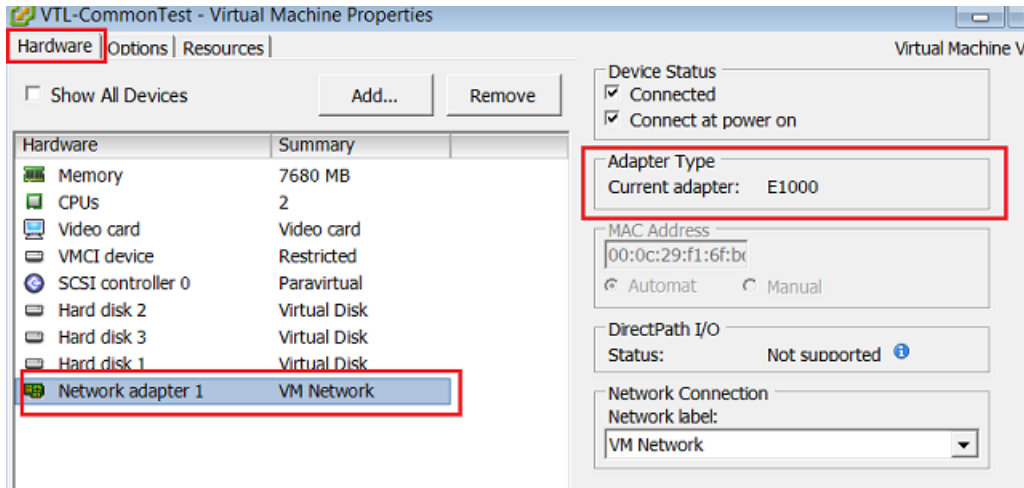 VTL-CommonTest - Virtual Machine Properties
Hardware Options Resources
Virtual Machine V
Show All Devices
Add...
Remove
Hardware Summary
Memory 7680 MB
CPUs 2
Video card Video card
VMCI device Restricted
SCSI controller 0 Paravirtual
Hard disk 2 Virtual Disk
Hard disk 3 Virtual Disk
Hard disk 1 Virtual Disk
Network adapter 1 VM Network
Device Status
Connected
Connect at power on
Adapter Type
Current adapter: E1000
MAC Address
00:0c:29:f1:6f:b
Automat Manual
DirectPath I/O
Status: Not supported
Network Connection
Network label:
VM Network